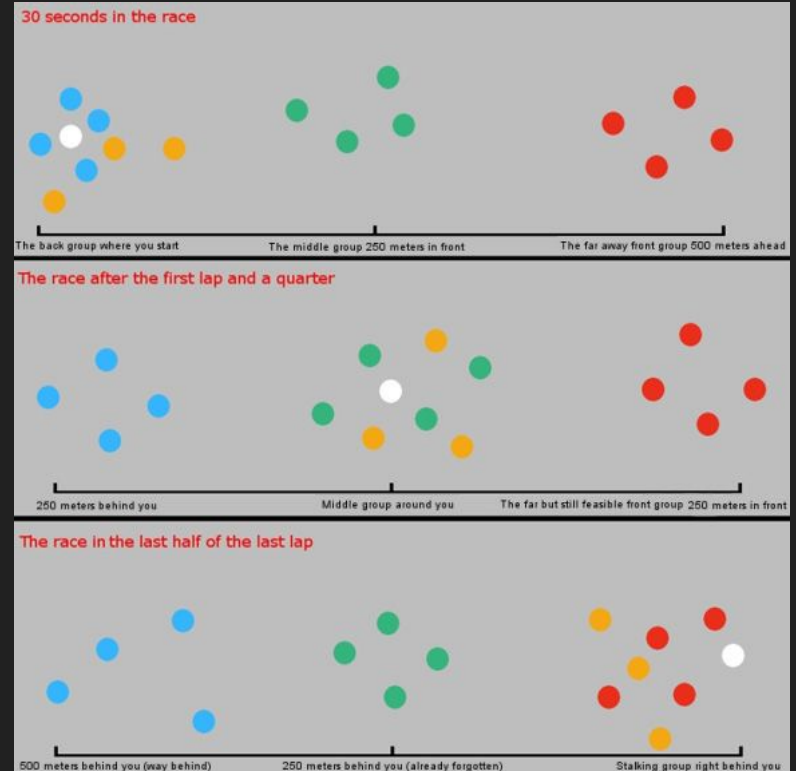 30 seconds in the race
The back group where you start
The middle group 250 meters in front
The far away front group 500 meters ahead
The race after the first lap and a quarter
250 meters behind you
Middle group around you
The far but still feasible front group 250 meters in front
The race in the last half of the last lap
500 meters behind you (way behind)
250 meters behind you (already forgotten)
Stalking group right behind you